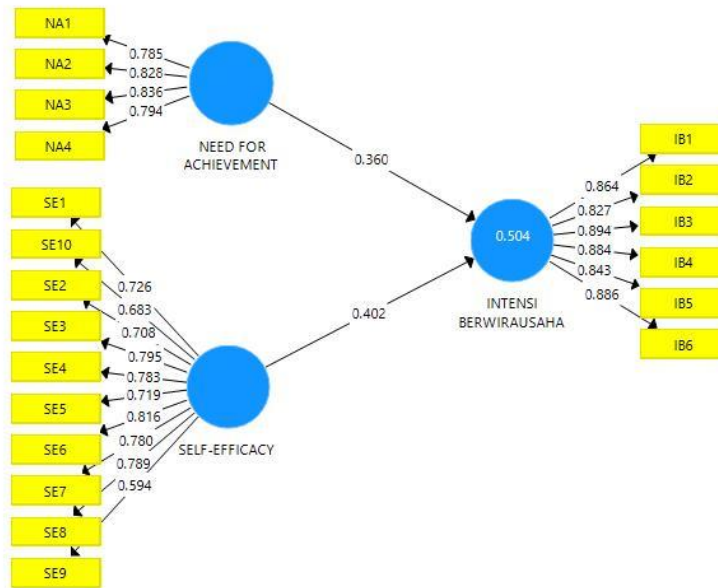 NA1
NA2
NA3
NA4
0.785
0.828
0.836
0.794
NEED FOR
ACHIEVEMENT
0.360
SE1
SE10
SE2
SE3
SE4
SE5
SE6
SE7
SE8
SE9
0.726
0.683
0.708
0.795
0.783
0.719
0.816
0.780
0.789
0.594
SELF-EFFICACY
0.402
0.504
INTENSI
BERWIRAUSAHA
0.864
0.827
0.894
0.884
0.843
0.886
IB1
IB2
IB3
IB4
IB5
IB6